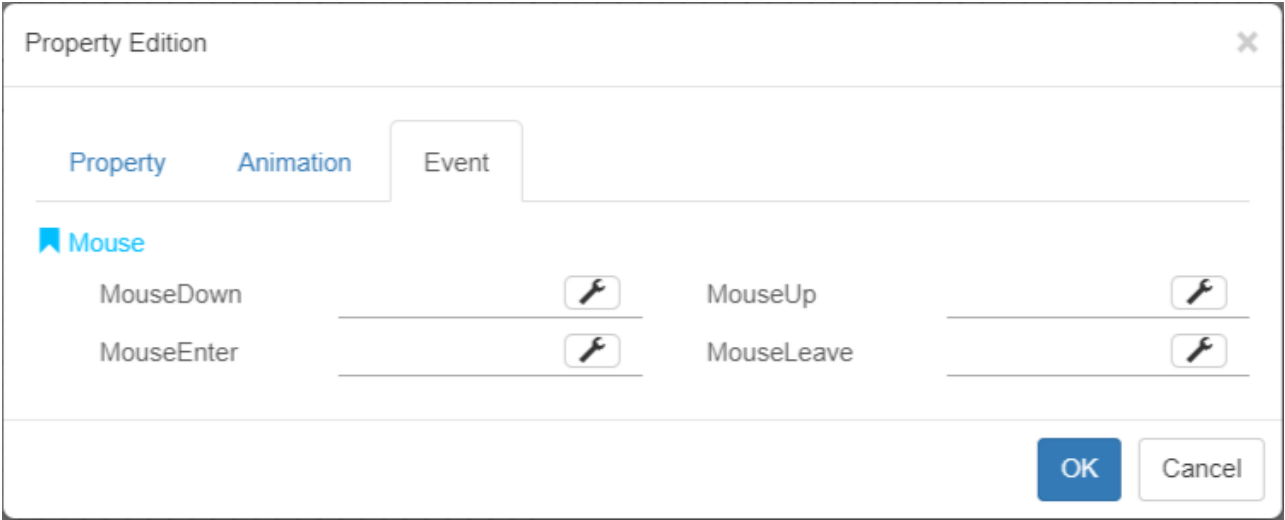 Property Edition ×
Property Animation Event
Mouse
MouseDown MouseUp
MouseEnter MouseLeave
OK Cancel